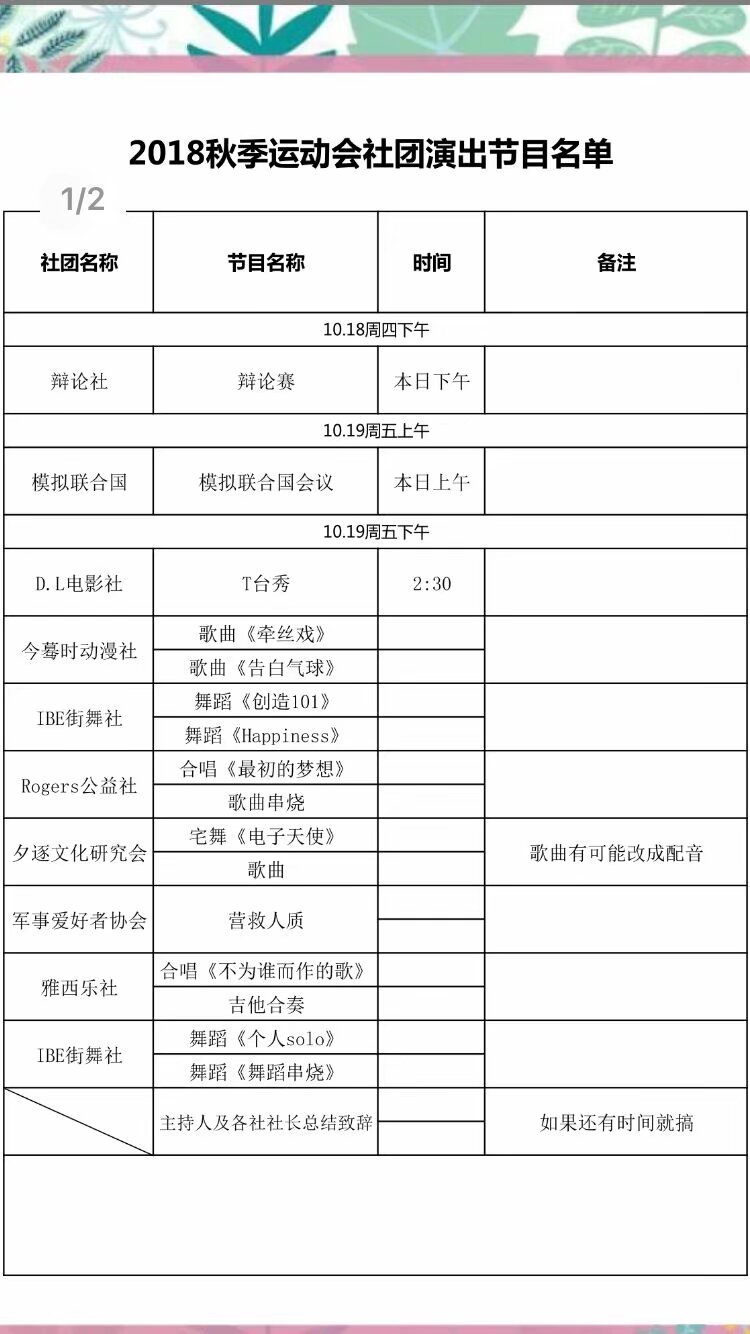 2018秋季运动会社团演出节目名单
1/2
社团名称 节目名称 时间 备注
10.18周四下午
辩论社 辩论赛 本日下午
10.19周五上午
模拟联合国 模拟联合国会议 本日上午
10.19周五下午
D.L电影社 T台秀 2:30
今蓦时动漫社
歌曲《牵丝戏》
歌曲《告白气球》
IBE街舞社
舞蹈《创造101》
舞蹈《Happiness》
Rogers公益社
合唱《最初的梦想》
歌曲串烧
夕逐文化研究会
宅舞《电子天使》
歌曲
歌曲有可能改成配音
军事爱好者协会 营救人质
雅西乐社
合唱《不为谁而作的歌》
吉他合奏
IBE街舞社
舞蹈《个人solo》
舞蹈《舞蹈串烧》
主持人及各社社长总结致辞 如果还有时间就搞